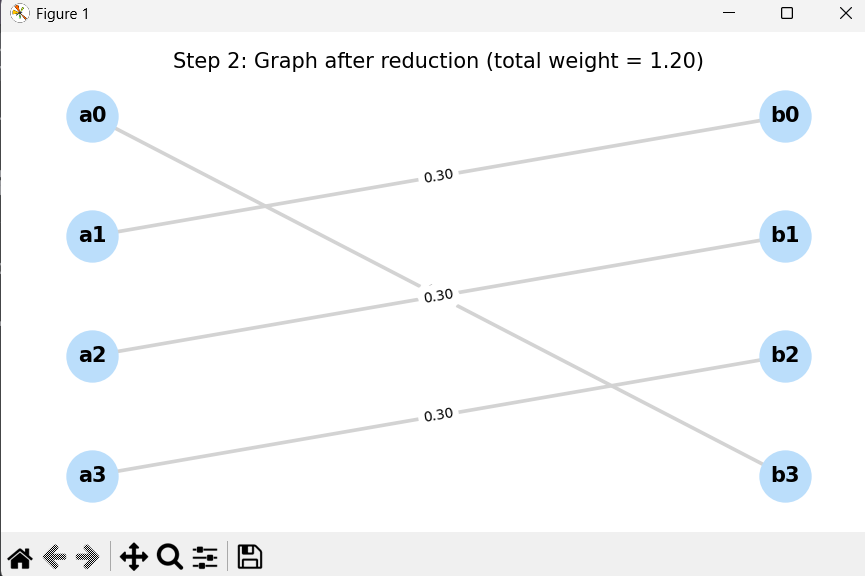 Figure 1
Step 2: Graph after reduction (total weight = 1.20)
a0
b0
0.30
a1
b1
0.30
a2
b2
0.30
a3
b3